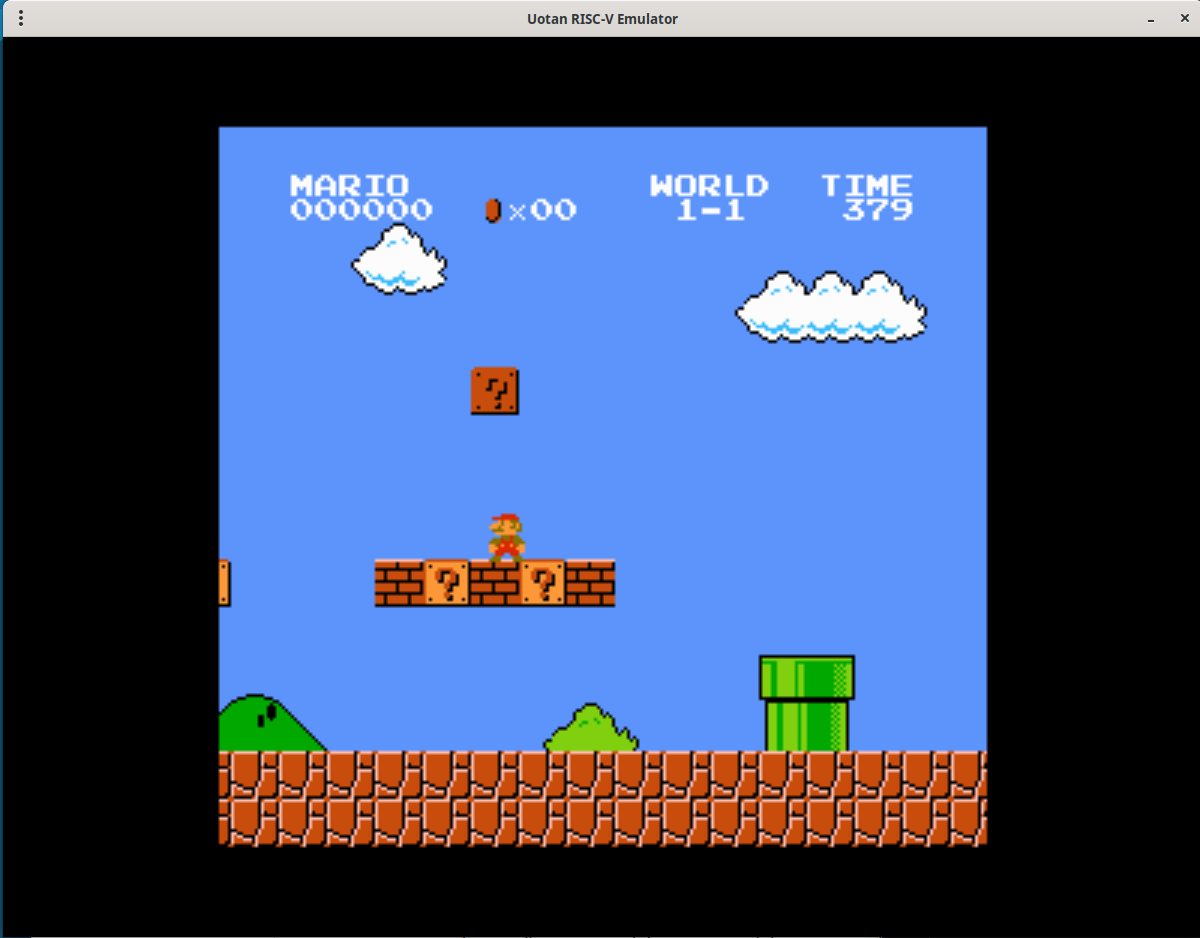 Uotan RISC-V Emulator
MARIO WORLD TIME
000000 ×00 1-1 379
?
? ?